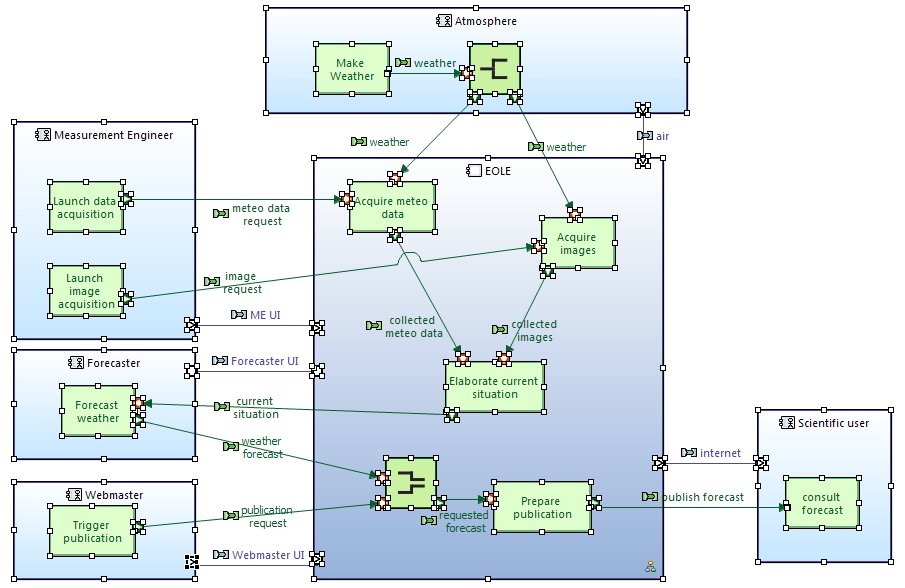 Atmosphere
Make
Weather
weather
weather
weather
air
Measurement Engineer
Launch data
acquisition
meteo data
request
Launch
image
acquisition
image
request
ME UI
EOLE
Acquire meteo
data
Acquire
images
collected
meteo data
collected
images
Elaborate current
situation
Forecaster
Forecaster UI
Forecast
weather
current
situation
weather
forecast
Webmaster
Trigger
publication
publication
request
Webmaster UI
requested
forecast
Prepare
publication
internet
publish forecast
Scientific user
consult
forecast